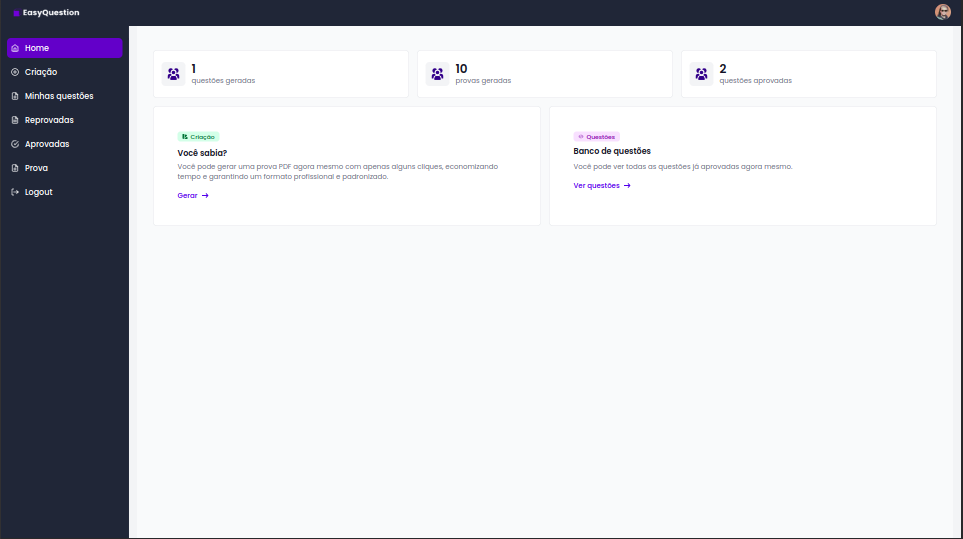 EasyQuestion
Home
Criação
Minhas questões
Reprovadas
Aprovadas
Prova
Logout
1
questões geradas
10
provas geradas
2
questões aprovadas
Criação
Você sabia?
Você pode gerar uma prova PDF agora mesmo com apenas alguns cliques, economizando
tempo e garantindo um formato profissional e padronizado.
Gerar
Questões
Banco de questões
Você pode ver todas as questões já aprovadas agora mesmo.
Ver questões